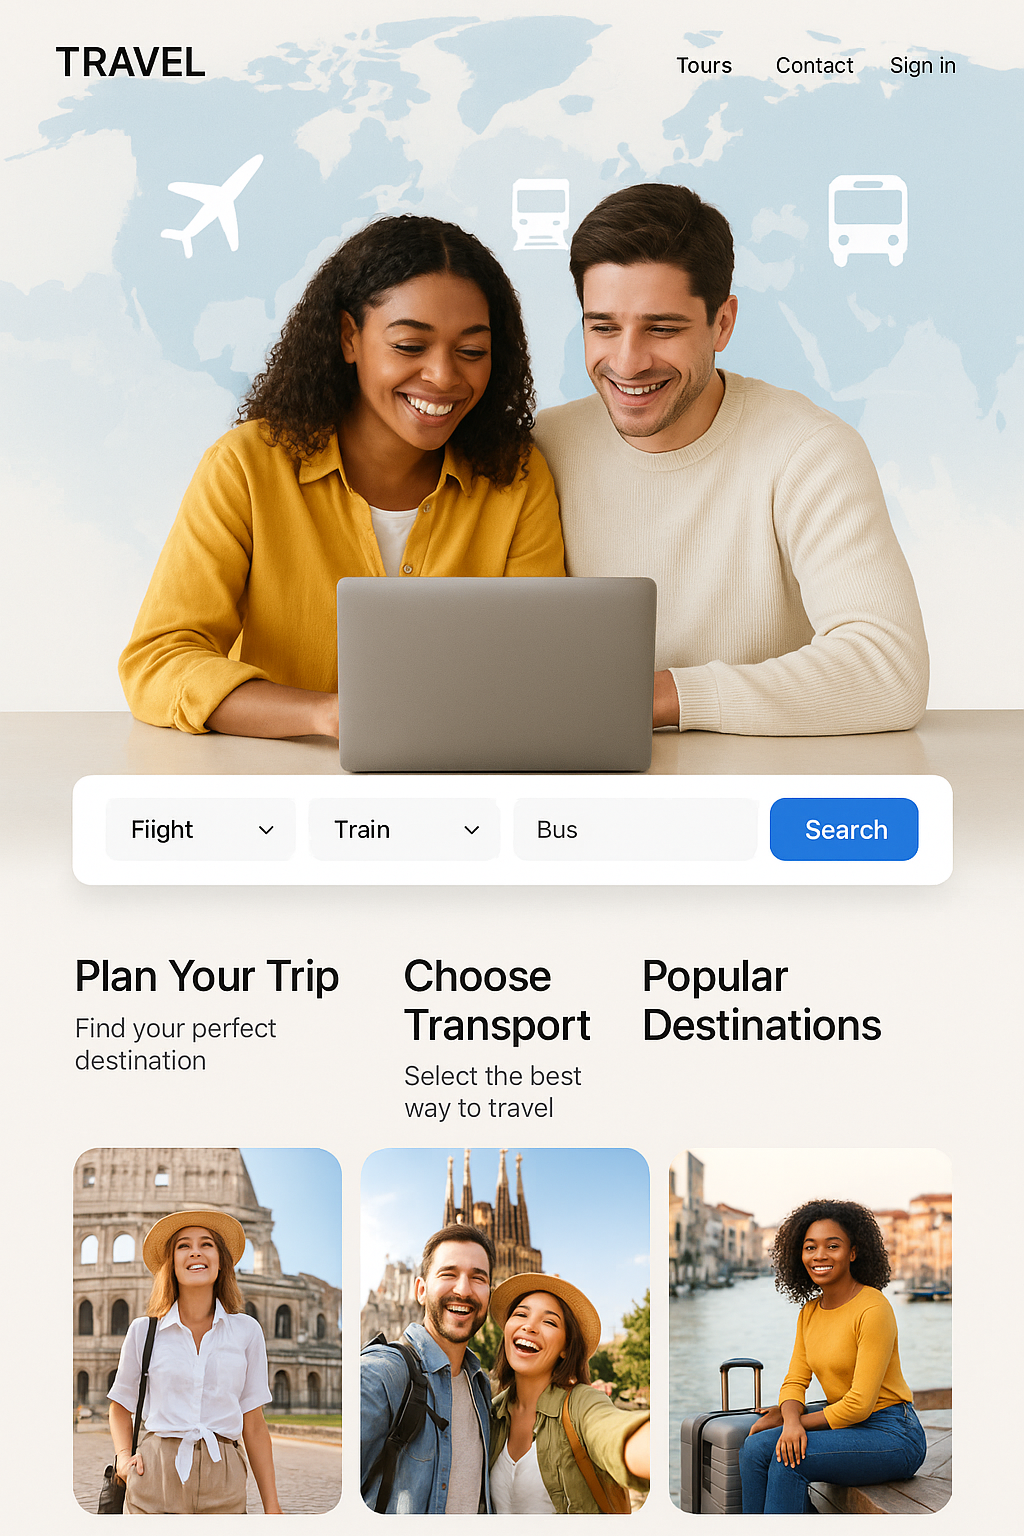 TRAVEL
Tours Contact Sign in
Fiight Train Bus Search
Plan Your Trip
Find your perfect
destination
Choose
Transport
Select the best
way to travel
Popular
Destinations